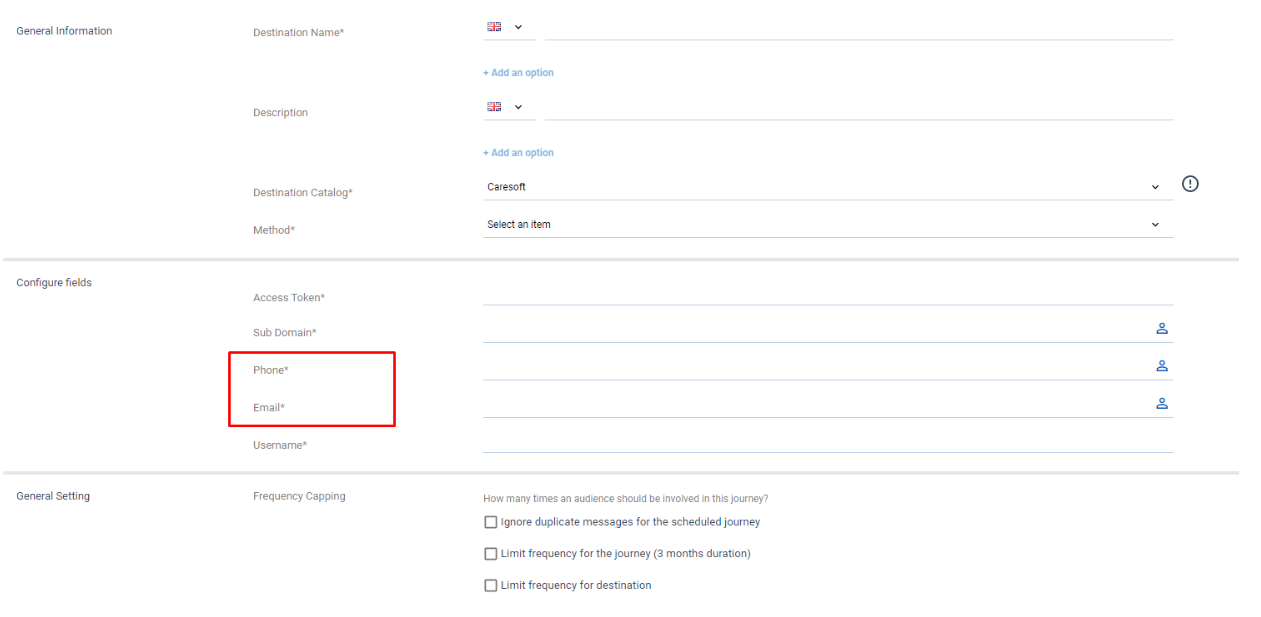 General Information
Destination Name*
+ Add an option
Description
+ Add an option
Destination Catalog*
Caresoft
Method*
Select an item
Configure fields
Access Token*
Sub Domain*
Phone*
Email*
Username*
General Setting
Frequency Capping
How many times an audience should be involved in this journey?
Ignore duplicate messages for the scheduled journey
Limit frequency for the journey (3 months duration)
Limit frequency for destination